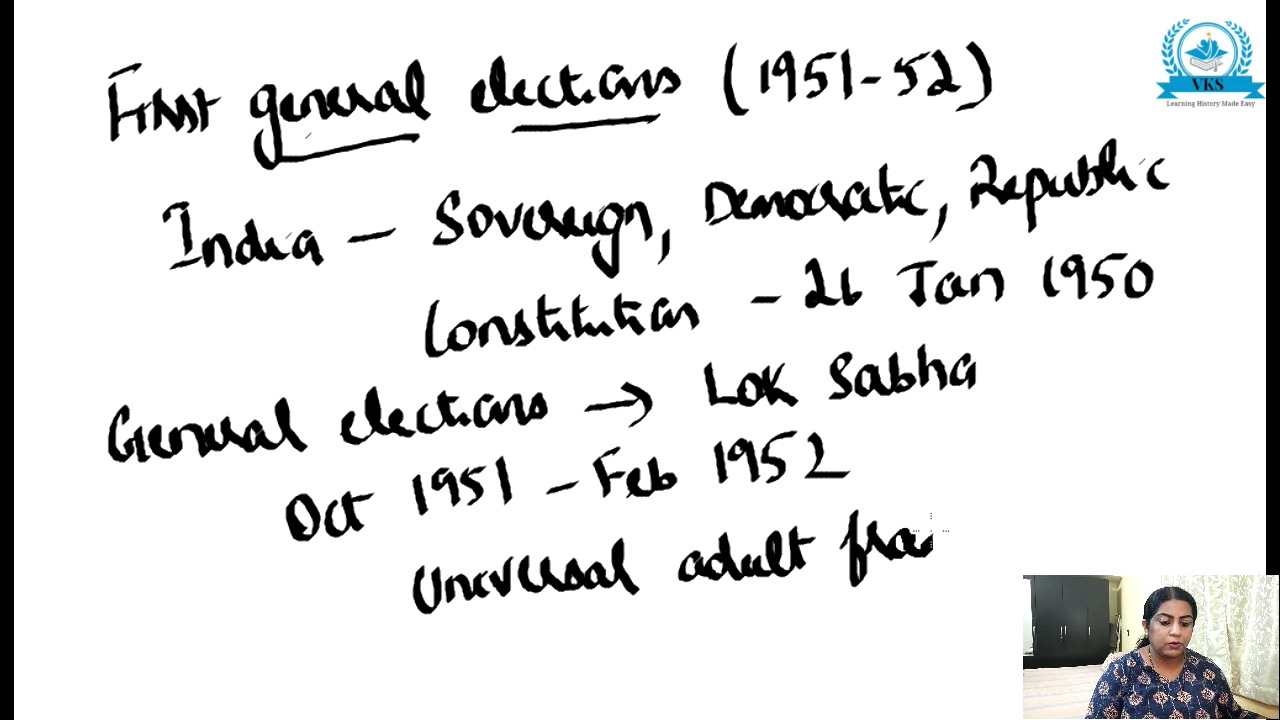 First general elections (1951-52)
India - Sovereign, Democratic, Republic
Constitution - 26 Jan 1950
General elections → Lok Sabha
Oct 1951 - Feb 1952
Universal adult fra
VKS
Learning History Made Easy